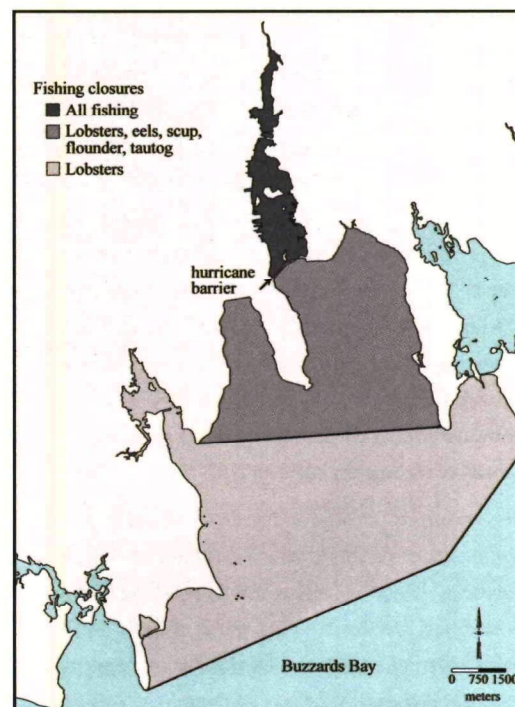 Fishing closures
All fishing
Lobsters, eels, scup,
flounder, tautog
Lobsters
hurricane
barrier
Buzzards Bay
0 750 1500
meters